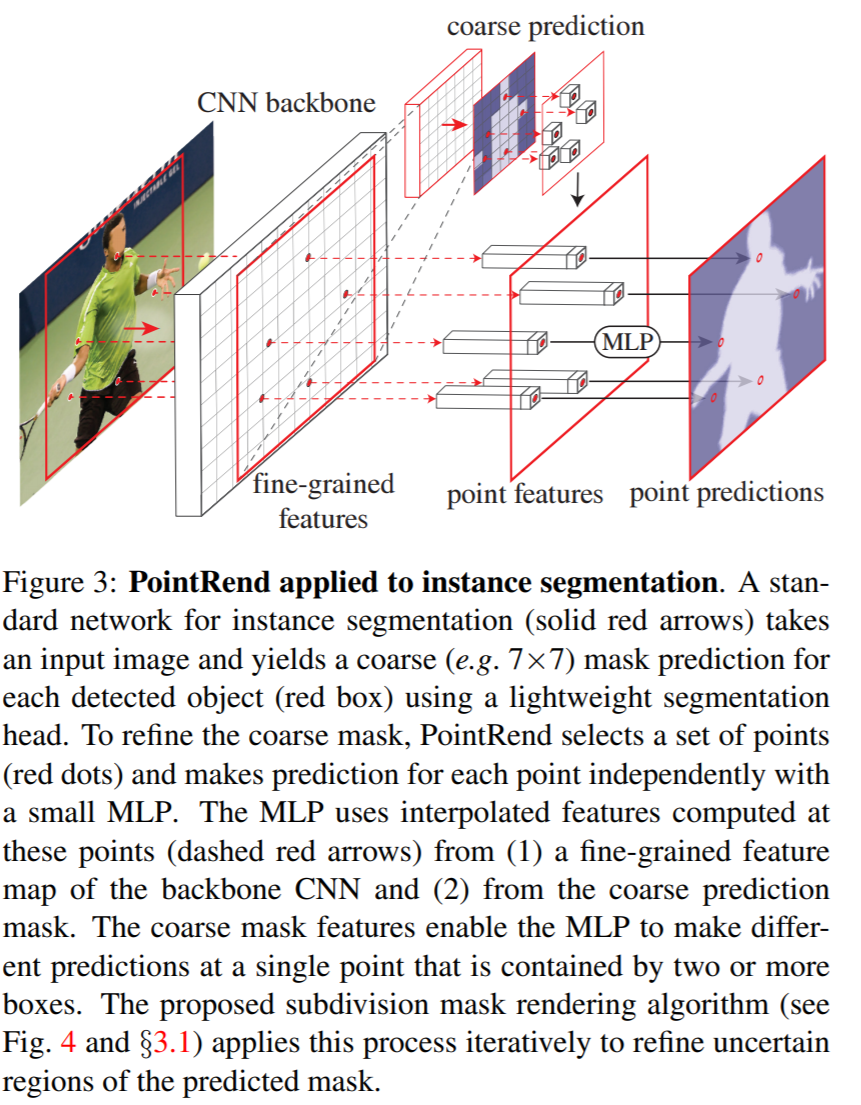 coarse prediction
CNN backbone
INJECTABLE GEL
MLP
fine-grained
features
point features
point predictions
Figure 3: PointRend applied to instance segmentation. A stan-
dard network for instance segmentation (solid red arrows) takes
an input image and yields a coarse (e.g. 7×7) mask prediction for
each detected object (red box) using a lightweight segmentation
head. To refine the coarse mask, PointRend selects a set of points
(red dots) and makes prediction for each point independently with
a small MLP. The MLP uses interpolated features computed at
these points (dashed red arrows) from (1) a fine-grained feature
map of the backbone CNN and (2) from the coarse prediction
mask. The coarse mask features enable the MLP to make differ-
ent predictions at a single point that is contained by two or more
boxes. The proposed subdivision mask rendering algorithm (see
Fig. 4 and §3.1) applies this process iteratively to refine uncertain
regions of the predicted mask.